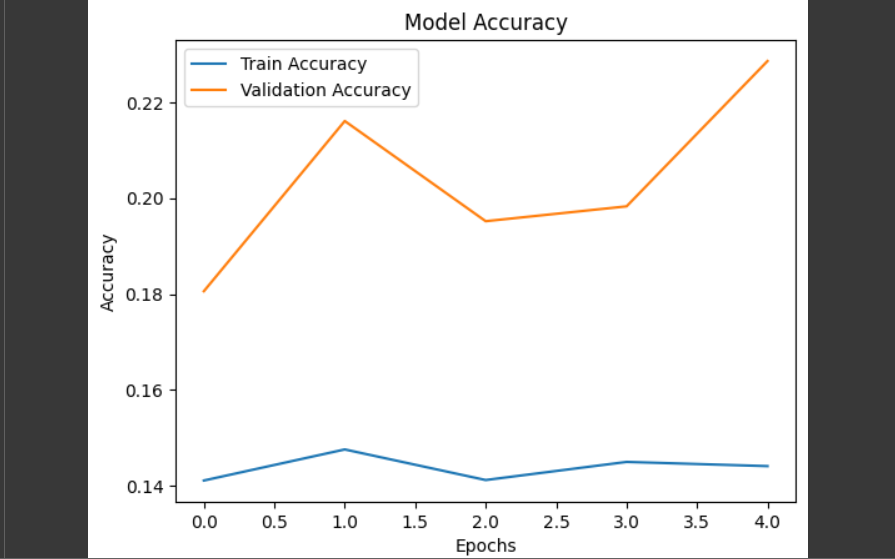 Model Accuracy
Train Accuracy
Validation Accuracy
0.22
0.20
0.18
0.16
0.14
Accuracy
0.0 0.5 1.0 1.5 2.0 2.5 3.0 3.5 4.0
Epochs